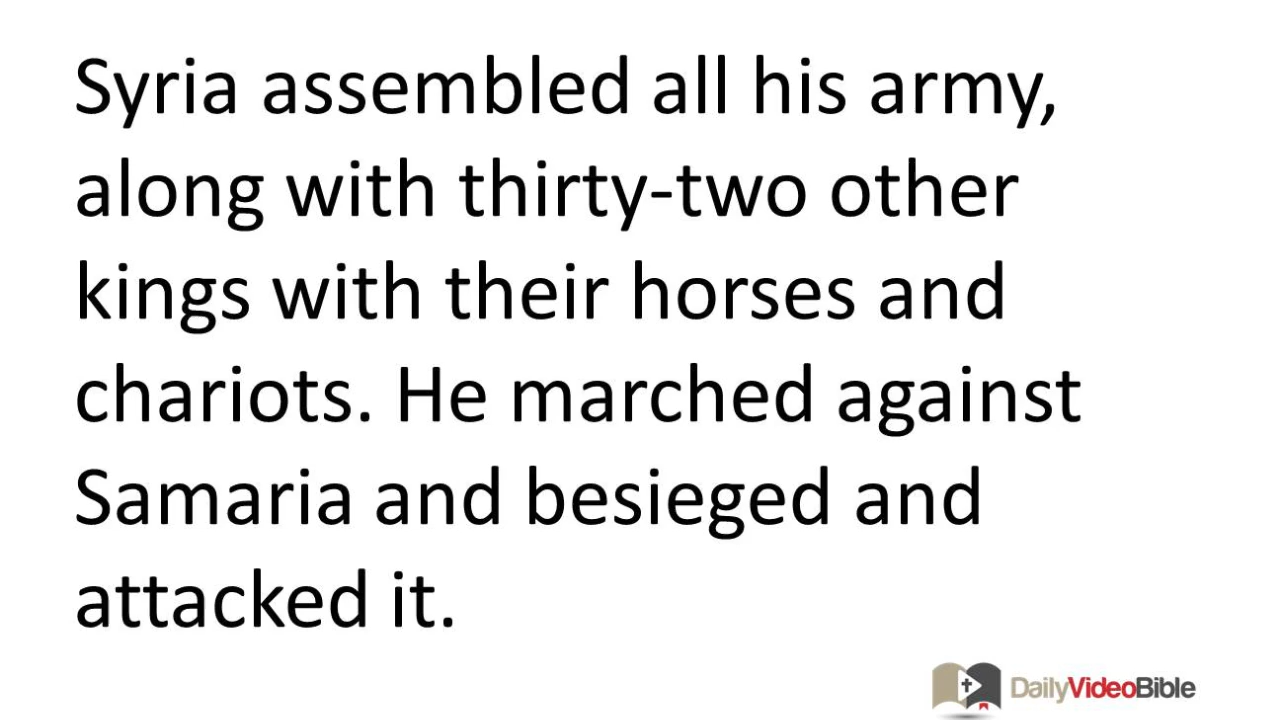 Syria assembled all his army,
along with thirty-two other
kings with their horses and
chariots. He marched against
Samaria and besieged and
attacked it.
DailyVideoBible